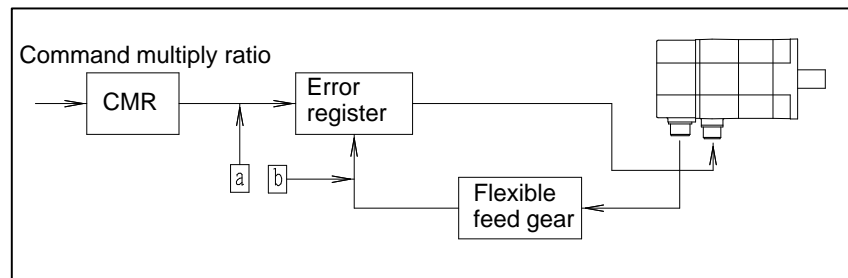 Command multiply ratio
CMR
Error
register
a
b
Flexible
feed gear